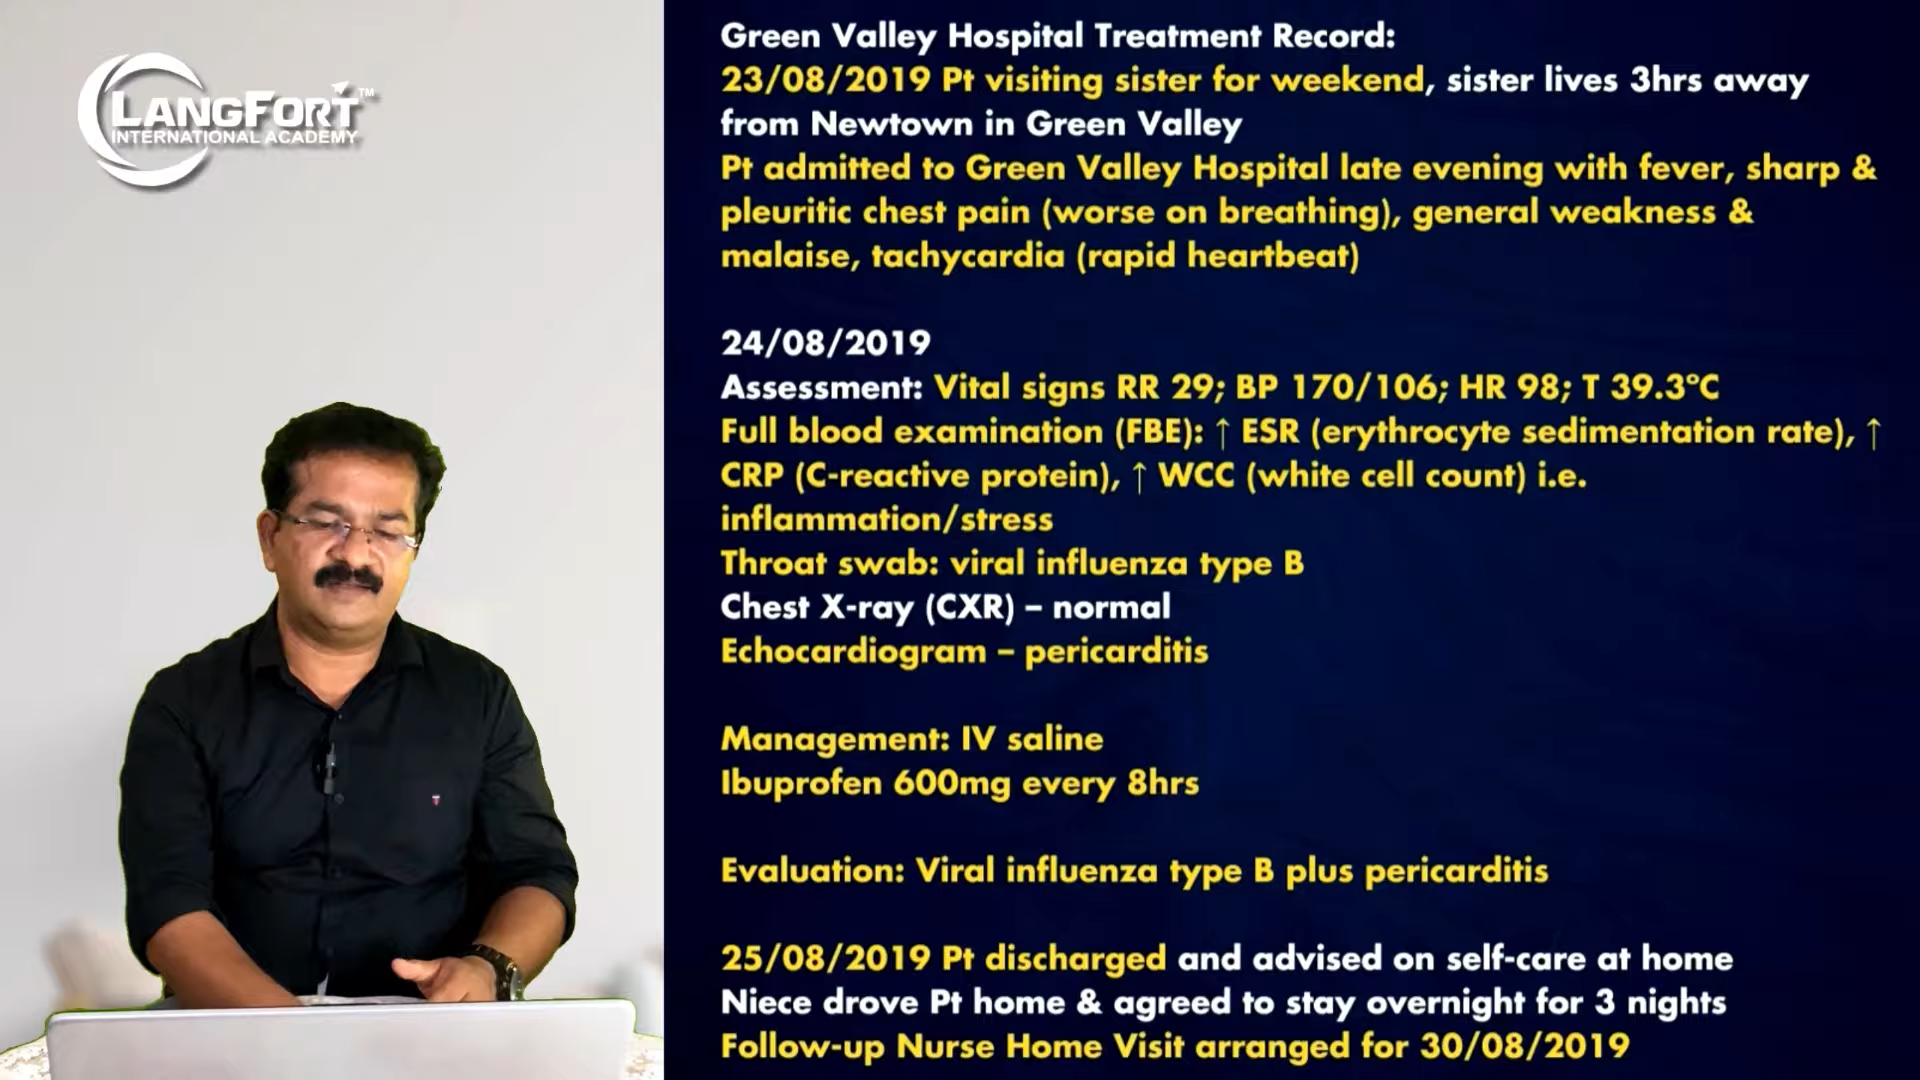 LANGFORT™
INTERNATIONAL ACADEMY
Green Valley Hospital Treatment Record:
23/08/2019 Pt visiting sister for weekend, sister lives 3hrs away
from Newtown in Green Valley
Pt admitted to Green Valley Hospital late evening with fever, sharp &
pleuritic chest pain (worse on breathing), general weakness &
malaise, tachycardia (rapid heartbeat)
24/08/2019
Assessment: Vital signs RR 29; BP 170/106; HR 98; T 39.3°C
Full blood examination (FBE): ↑ ESR (erythrocyte sedimentation rate), ↑
CRP (C-reactive protein), ↑ WCC (white cell count) i.e.
inflammation/stress
Throat swab: viral influenza type B
Chest X-ray (CXR) – normal
Echocardiogram – pericarditis
Management: IV saline
Ibuprofen 600mg every 8hrs
Evaluation: Viral influenza type B plus pericarditis
25/08/2019 Pt discharged and advised on self-care at home
Niece drove Pt home & agreed to stay overnight for 3 nights
Follow-up Nurse Home Visit arranged for 30/08/2019